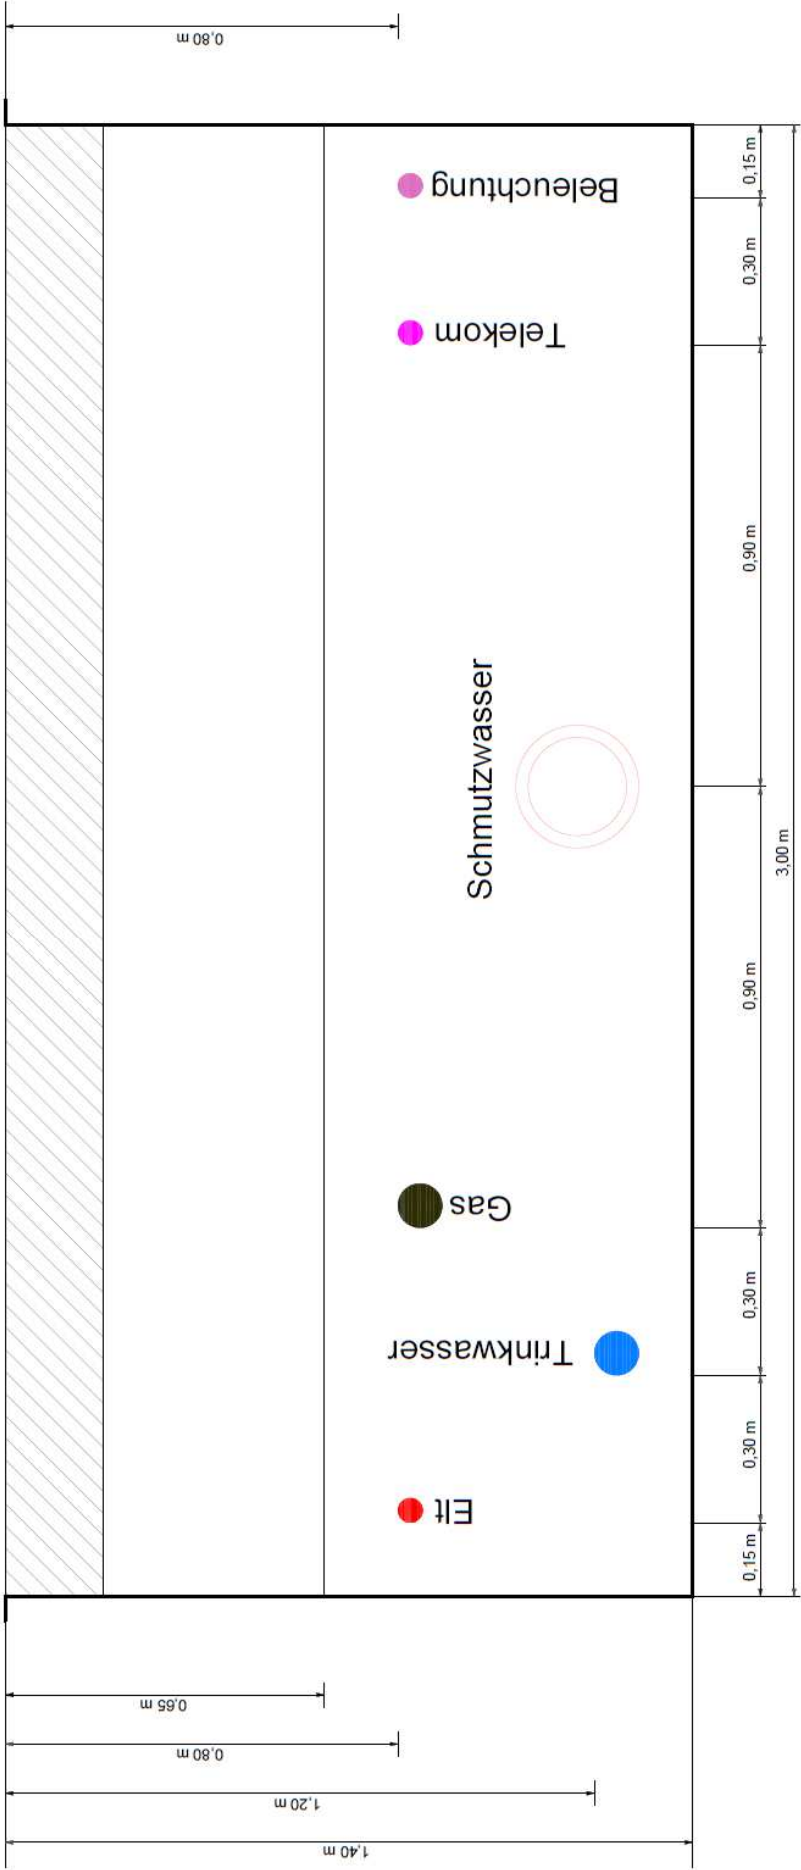 0,80 m
Beleuchtung
0,15 m
0,30 m
Telekom
0,90 m
Schmutzwasser
3,00 m
0,90 m
Gas
0,30 m
Trinkwasser
0,30 m
Elt
0,15 m
0,65 m
0,80 m
1,20 m
1,40 m